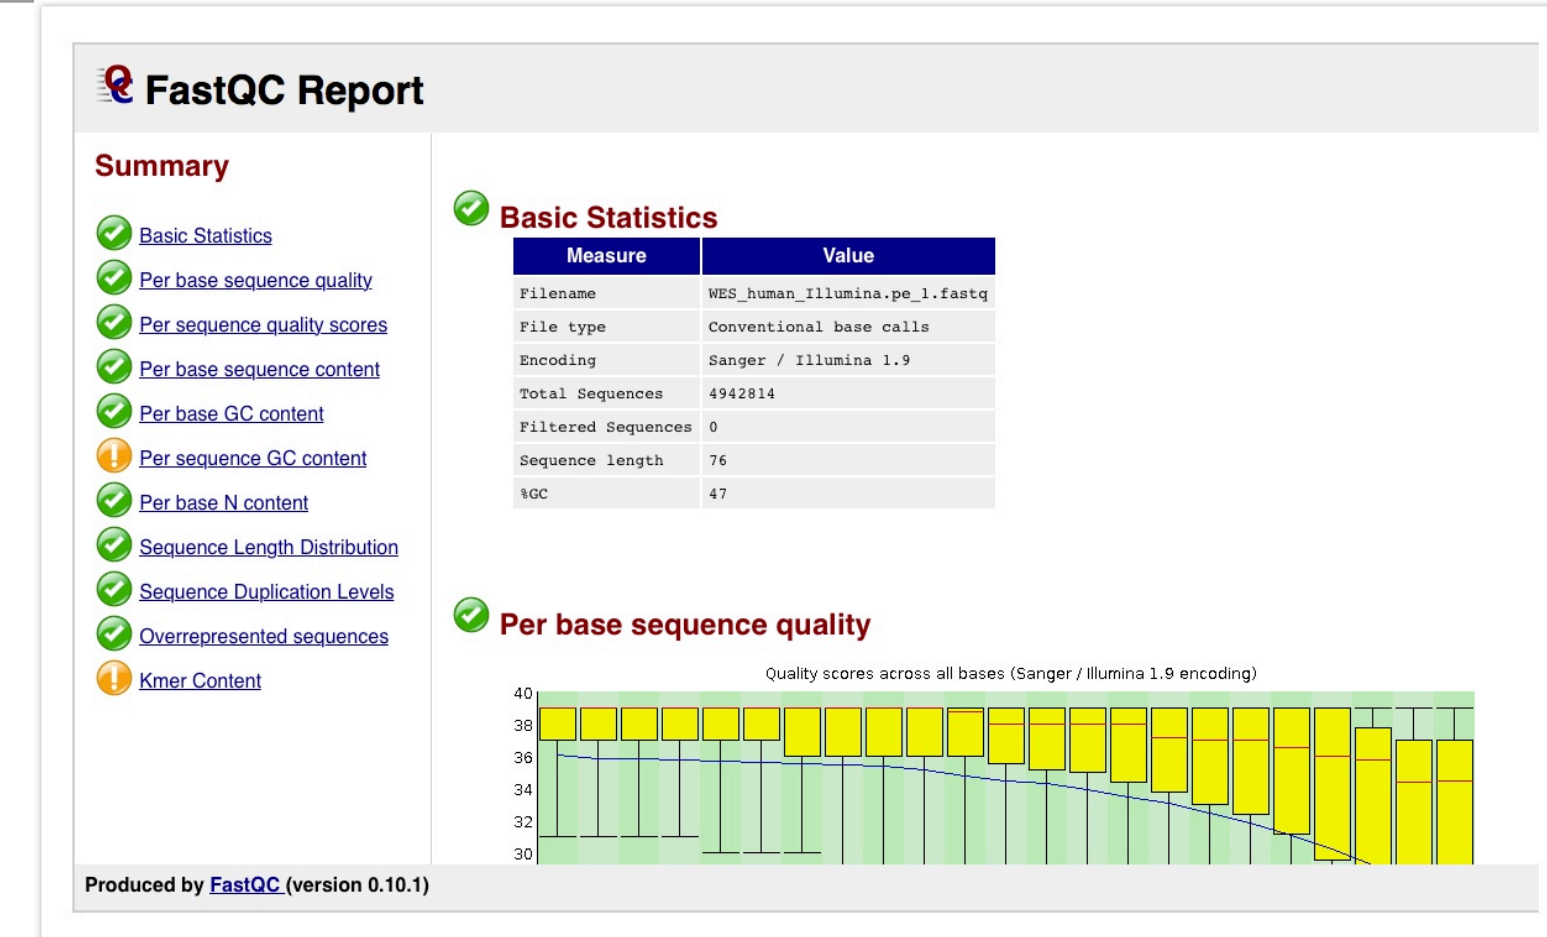 FastQC Report
Summary
Basic Statistics
Per base sequence quality
Per sequence quality scores
Per base sequence content
Per base GC content
Per sequence GC content
Per base N content
Sequence Length Distribution
Sequence Duplication Levels
Overrepresented sequences
Kmer Content
Basic Statistics
Measure Value
Filename WES_human_Illumina.pe_1.fastq
File type Conventional base calls
Encoding Sanger / Illumina 1.9
Total Sequences 4942814
Filtered Sequences 0
Sequence length 76
%GC 47
Per base sequence quality
Quality scores across all bases (Sanger / Illumina 1.9 encoding)
40
38
36
34
32
30
Produced by FastQC (version 0.10.1)